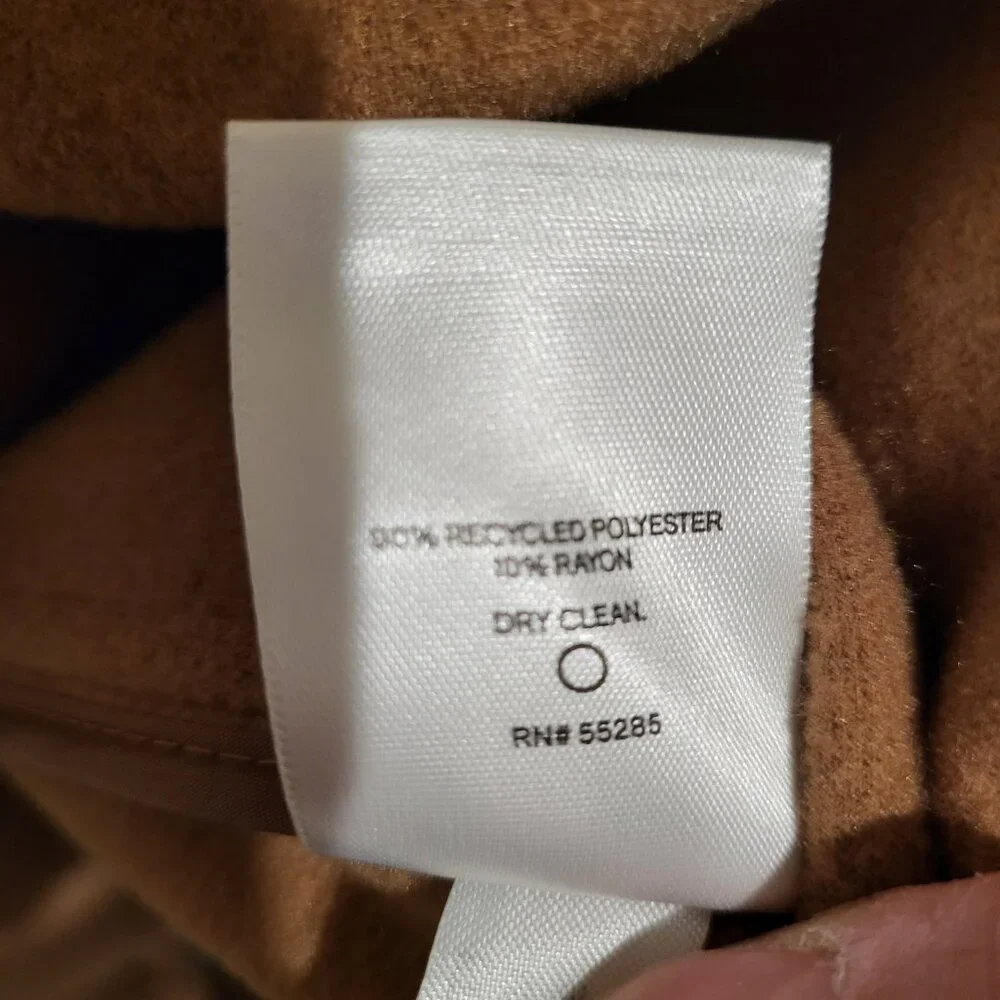 90% RECYCLED POLYESTER
10% RAYON
DRY CLEAN.
RN# 55285